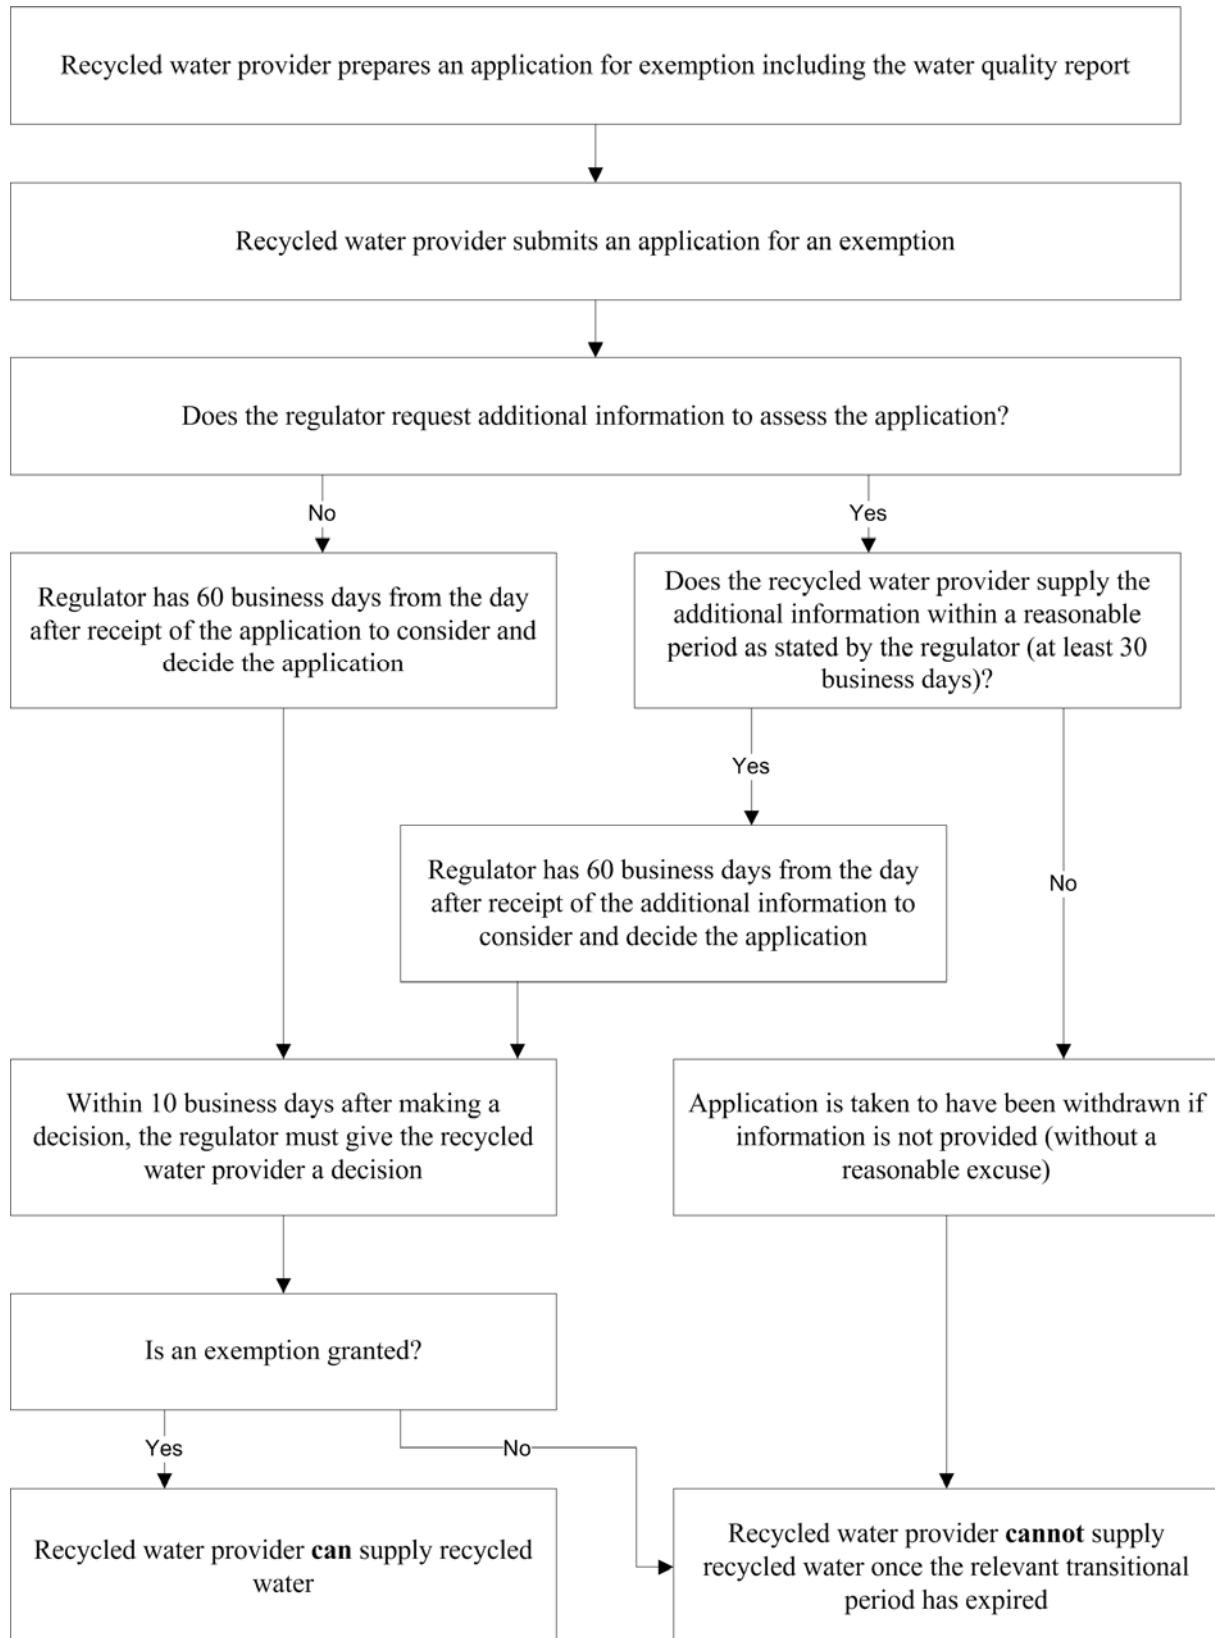 Recycled water provider prepares an application for exemption including the water quality report
Recycled water provider submits an application for an exemption
Does the regulator request additional information to assess the application?
No
Yes
Regulator has 60 business days from the day
after receipt of the application to consider and
decide the application
Does the recycled water provider supply the
additional information within a reasonable
period as stated by the regulator (at least 30
business days)?
Yes
No
Regulator has 60 business days from the day
after receipt of the additional information to
consider and decide the application
Within 10 business days after making a
decision, the regulator must give the recycled
water provider a decision
Application is taken to have been withdrawn if
information is not provided (without a
reasonable excuse)
Is an exemption granted?
Yes
No
Recycled water provider can supply recycled
water
Recycled water provider cannot supply
recycled water once the relevant transitional
period has expired